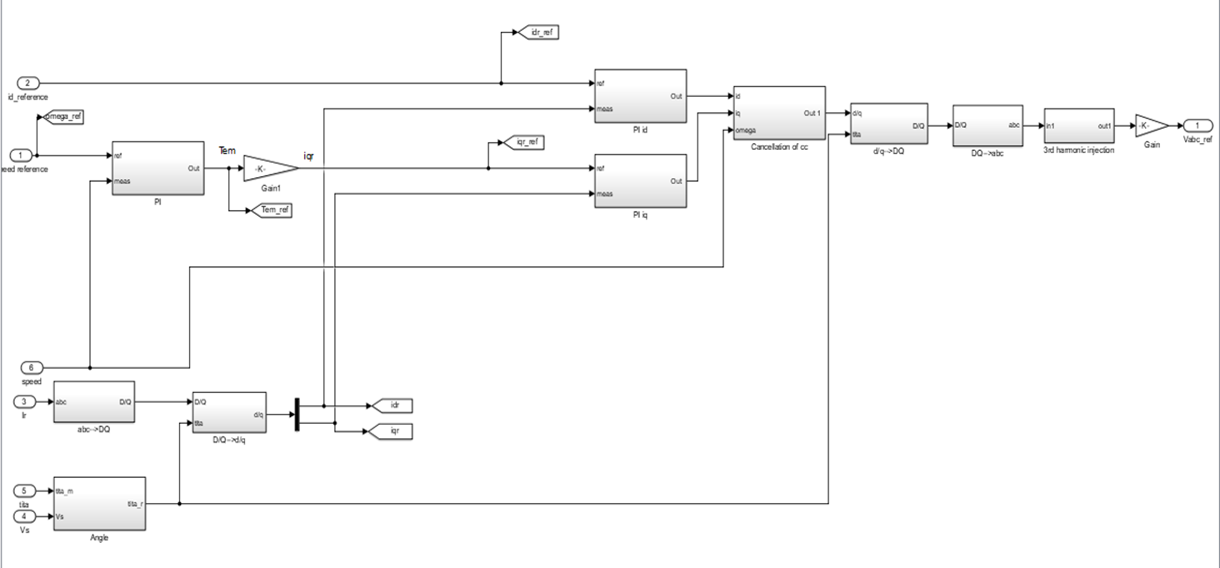 idr_ref
2
id_reference
ref
meas
Out
PI id
id
iq
omega
Out 1
Cancellation of cc
d/q
tita
D/Q
d/q-->DQ
D/Q
abc
DQ-->abc
in1
out1
3rd harmonic injection
-K-
Gain
1
Vabc_ref
omega_ref
1
eed reference
ref
meas
Out
PI
Tem
-K-
Gain1
iqr
iqr_ref
Tem_ref
ref
meas
Out
PI iq
6
speed
3
Ir
abc
D/Q
abc-->DQ
D/Q
tita
d/q
D/Q-->d/q
idr
iqr
5
tita
4
Vs
tita_m
Vs
tita_r
Angle